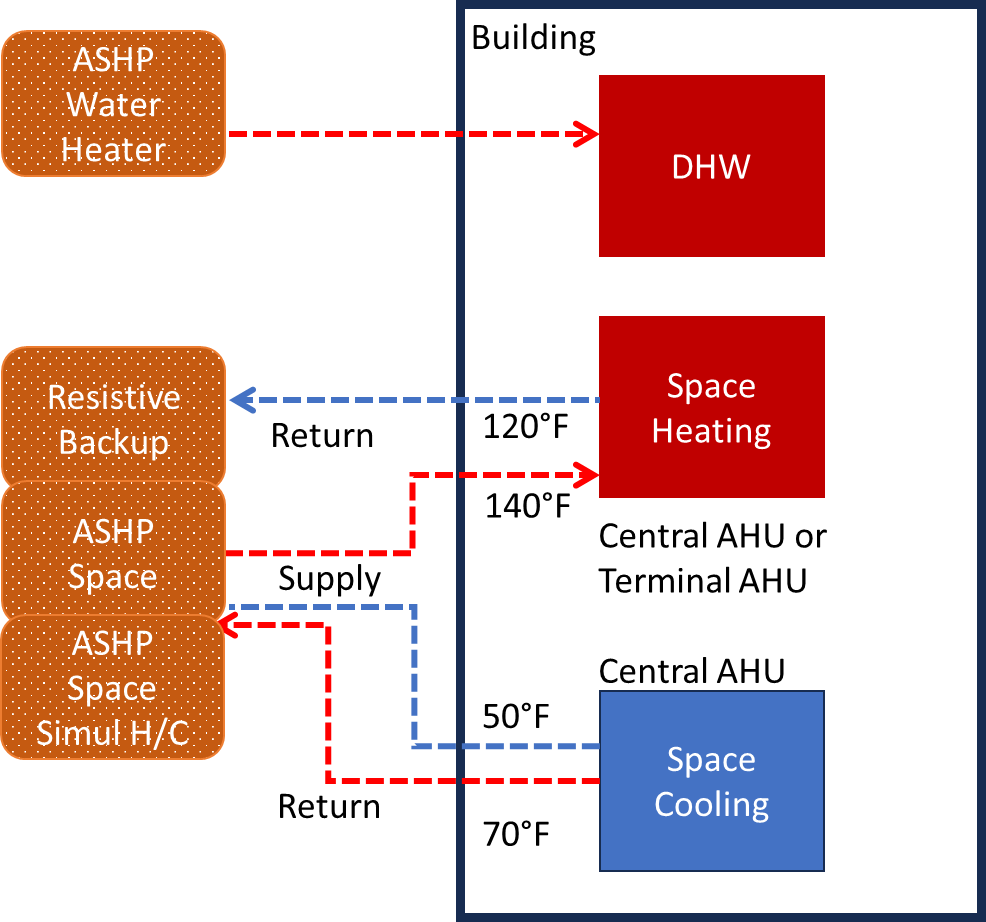 Building
ASHP
Water
Heater
DHW
Resistive
Backup
Return
120°F
Space
Heating
140°F
ASHP
Space
Supply
Central AHU or
Terminal AHU
ASHP
Space
Simul H/C
Central AHU
50°F
Space
Cooling
Return
70°F